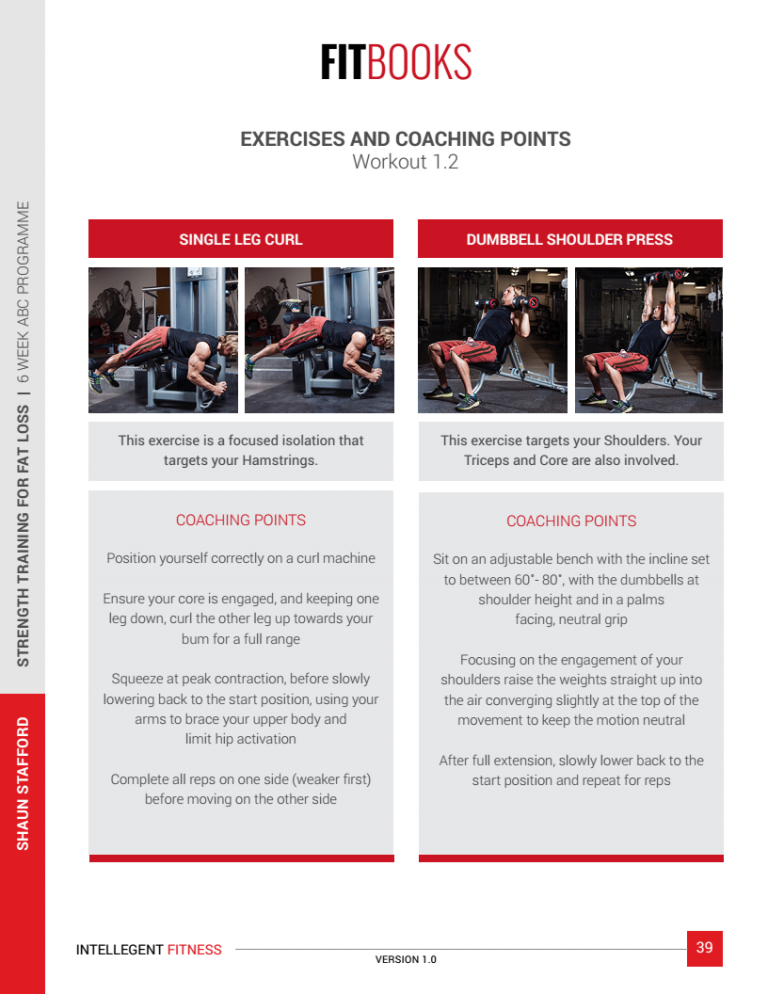 FITBOOKS
EXERCISES AND COACHING POINTS
Workout 1.2
STRENGTH TRAINING FOR FAT LOSS | 6 WEEK ABC PROGRAMME
SHAUN STAFFORD
SINGLE LEG CURL
This exercise is a focused isolation that
targets your Hamstrings.
COACHING POINTS
Position yourself correctly on a curl machine
Ensure your core is engaged, and keeping one
leg down, curl the other leg up towards your
bum for a full range
Squeeze at peak contraction, before slowly
lowering back to the start position, using your
arms to brace your upper body and
limit hip activation
Complete all reps on one side (weaker first)
before moving on the other side
DUMBBELL SHOULDER PRESS
This exercise targets your Shoulders. Your
Triceps and Core are also involved.
COACHING POINTS
Sit on an adjustable bench with the incline set
to between 60˚- 80˚, with the dumbbells at
shoulder height and in a palms
facing, neutral grip
Focusing on the engagement of your
shoulders raise the weights straight up into
the air converging slightly at the top of the
movement to keep the motion neutral
After full extension, slowly lower back to the
start position and repeat for reps
INTELLEGENT FITNESS
VERSION 1.0
39